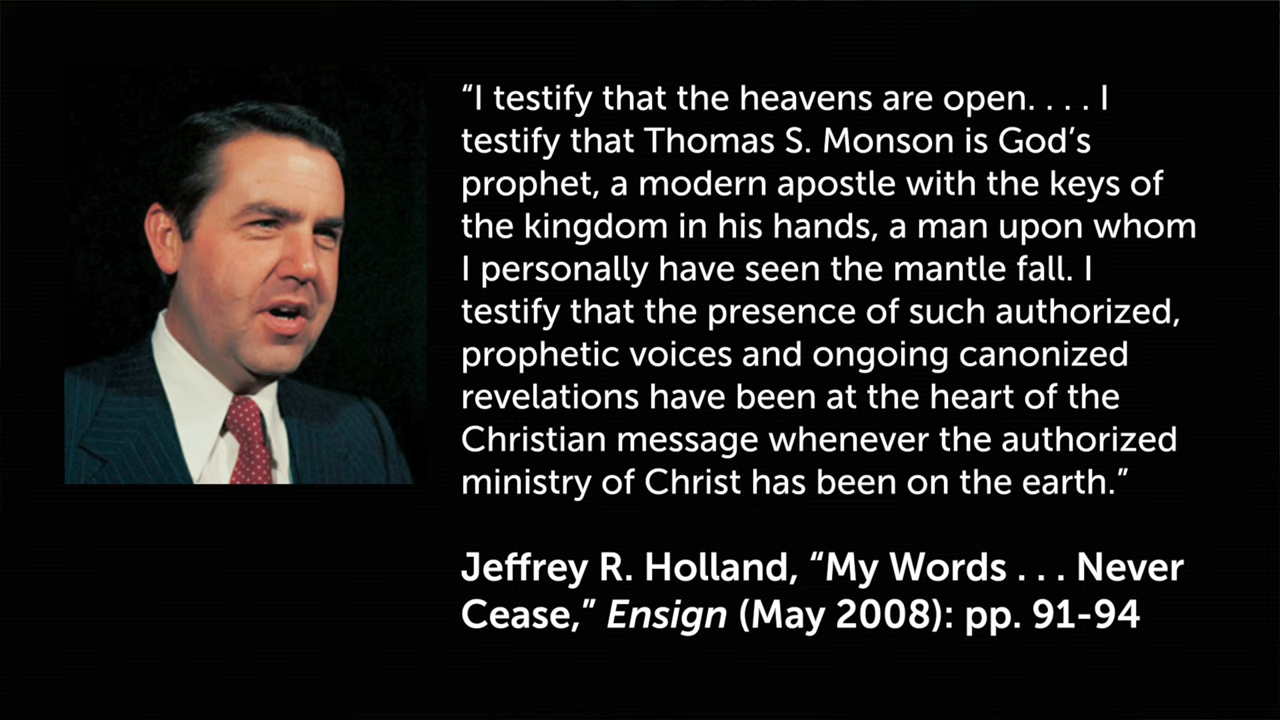 “I testify that the heavens are open. . . . I
testify that Thomas S. Monson is God’s
prophet, a modern apostle with the keys of
the kingdom in his hands, a man upon whom
I personally have seen the mantle fall. I
testify that the presence of such authorized,
prophetic voices and ongoing canonized
revelations have been at the heart of the
Christian message whenever the authorized
ministry of Christ has been on the earth.”
Jeffrey R. Holland, “My Words . . . Never
Cease,” Ensign (May 2008): pp. 91-94